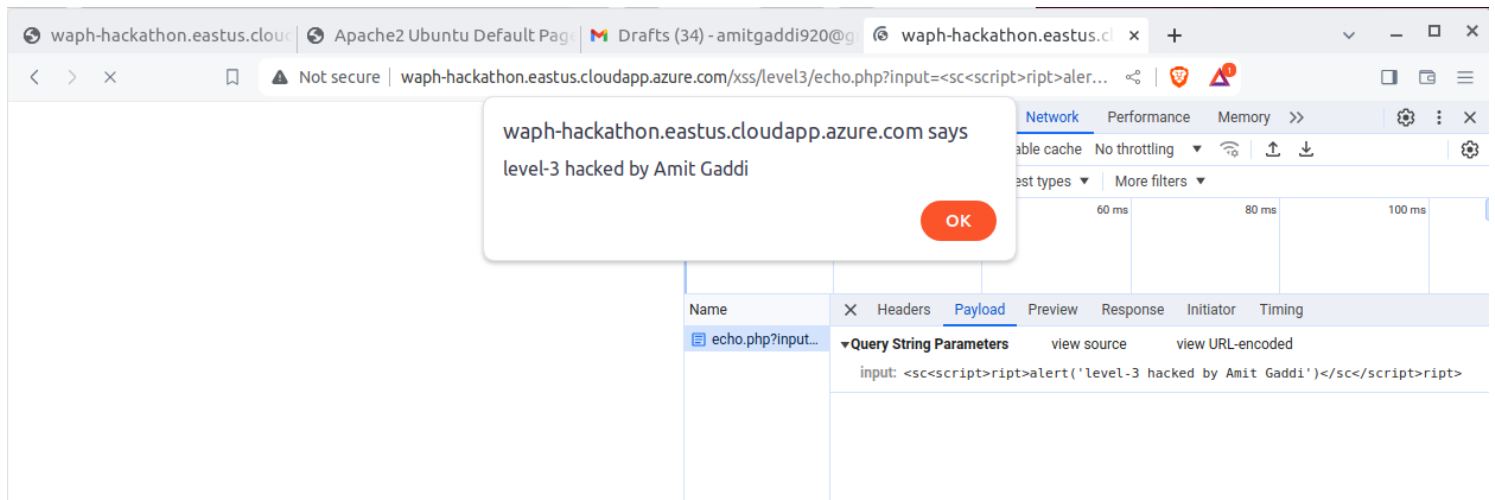 waph-hackathon.eastus.clou Apache2 Ubuntu Default Pag Drafts (34) - amitgaddi920@g waph-hackathon.eastus.cl
Not secure waph-hackathon.eastus.cloudapp.azure.com/xss/level3/echo.php?input=<sc<script>ript>aler...
waph-hackathon.eastus.cloudapp.azure.com says
level-3 hacked by Amit Gaddi
OK
Network Performance Memory
able cache No throttling
est types More filters
60 ms 80 ms 100 ms
Name Headers Payload Preview Response Initiator Timing
echo.php?input... Query String Parameters view source view URL-encoded
input: <sc<script>ript>alert('level-3 hacked by Amit Gaddi')</sc</script>ript>